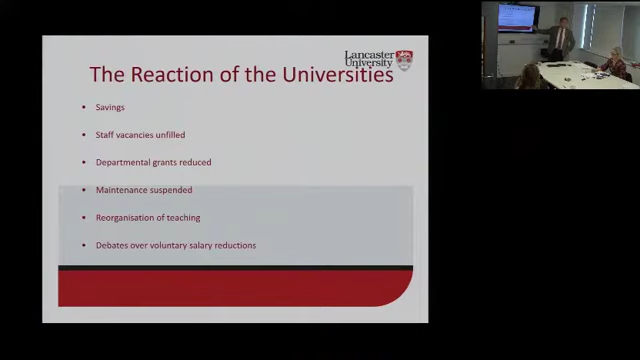 Lancaster
University
The Reaction of the Universities
Savings
Staff vacancies unfilled
Departmental grants reduced
Maintenance suspended
Reorganisation of teaching
Debates over voluntary salary reductions